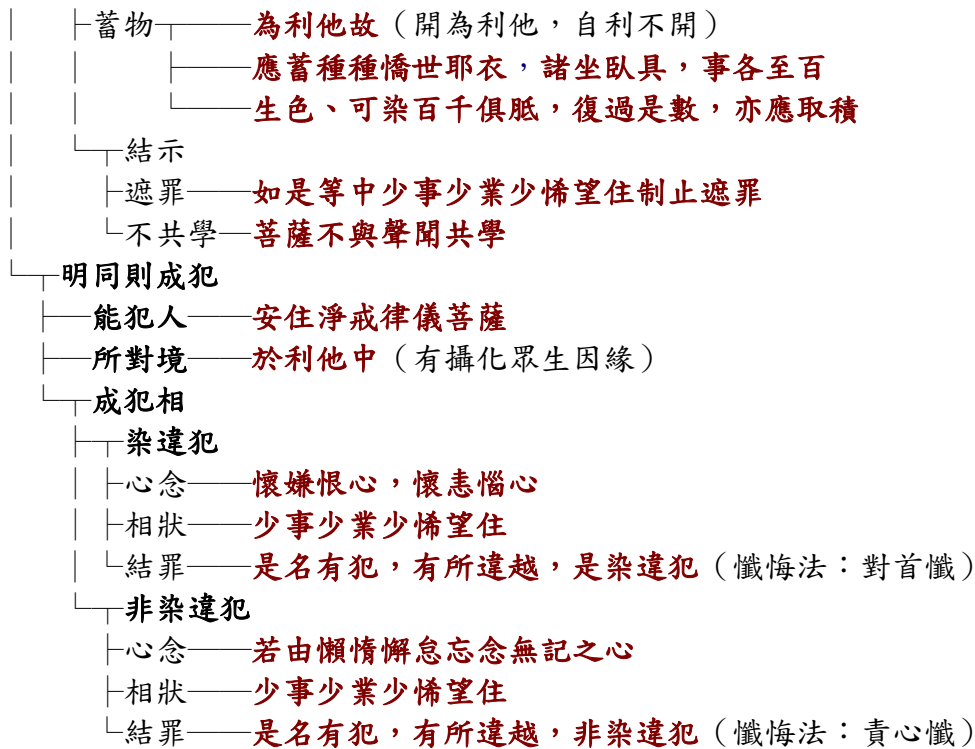 蓄物 為利他故（開為利他，自利不開）
應蓄種種憍世耶衣，諸坐臥具，事各至百
生色、可染百千俱胝，復過是數，亦應取積
結示
遮罪 如是等中少事少業少悕望住制止遮罪
不共學 菩薩不與聲聞共學
明同則成犯
能犯人 安住淨戒律儀菩薩
所對境 於利他中（有攝化眾生因緣）
成犯相
染違犯
心念 懷嫌恨心，懷恚惱心
相狀 少事少業少悕望住
結罪 是名有犯，有所違越，是染違犯（懺悔法：對首懺）
非染違犯
心念 若由懶惰懈怠忘念無記之心
相狀 少事少業少悕望住
結罪 是名有犯，有所違越，非染違犯（懺悔法：責心懺）